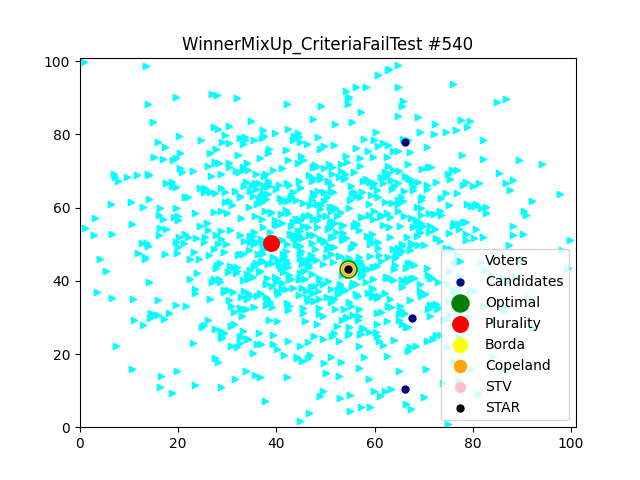 WinnerMixUp_CriteriaFailTest #540
100
80
60
40
20
0
0 20 40 60 80 100
Voters
Candidates
Optimal
Plurality
Borda
Copeland
STV
STAR